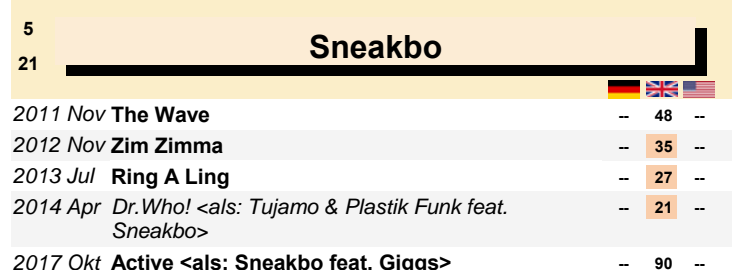 5
21
Sneakbo
2011 Nov The Wave -- 48 --
2012 Nov Zim Zimma -- 35 --
2013 Jul Ring A Ling -- 27 --
2014 Apr Dr.Who! <als: Tujamo & Plastik Funk feat. -- 21 --
Sneakbo>
2017 Okt Active <als: Sneakbo feat. Giggs> -- 90 --